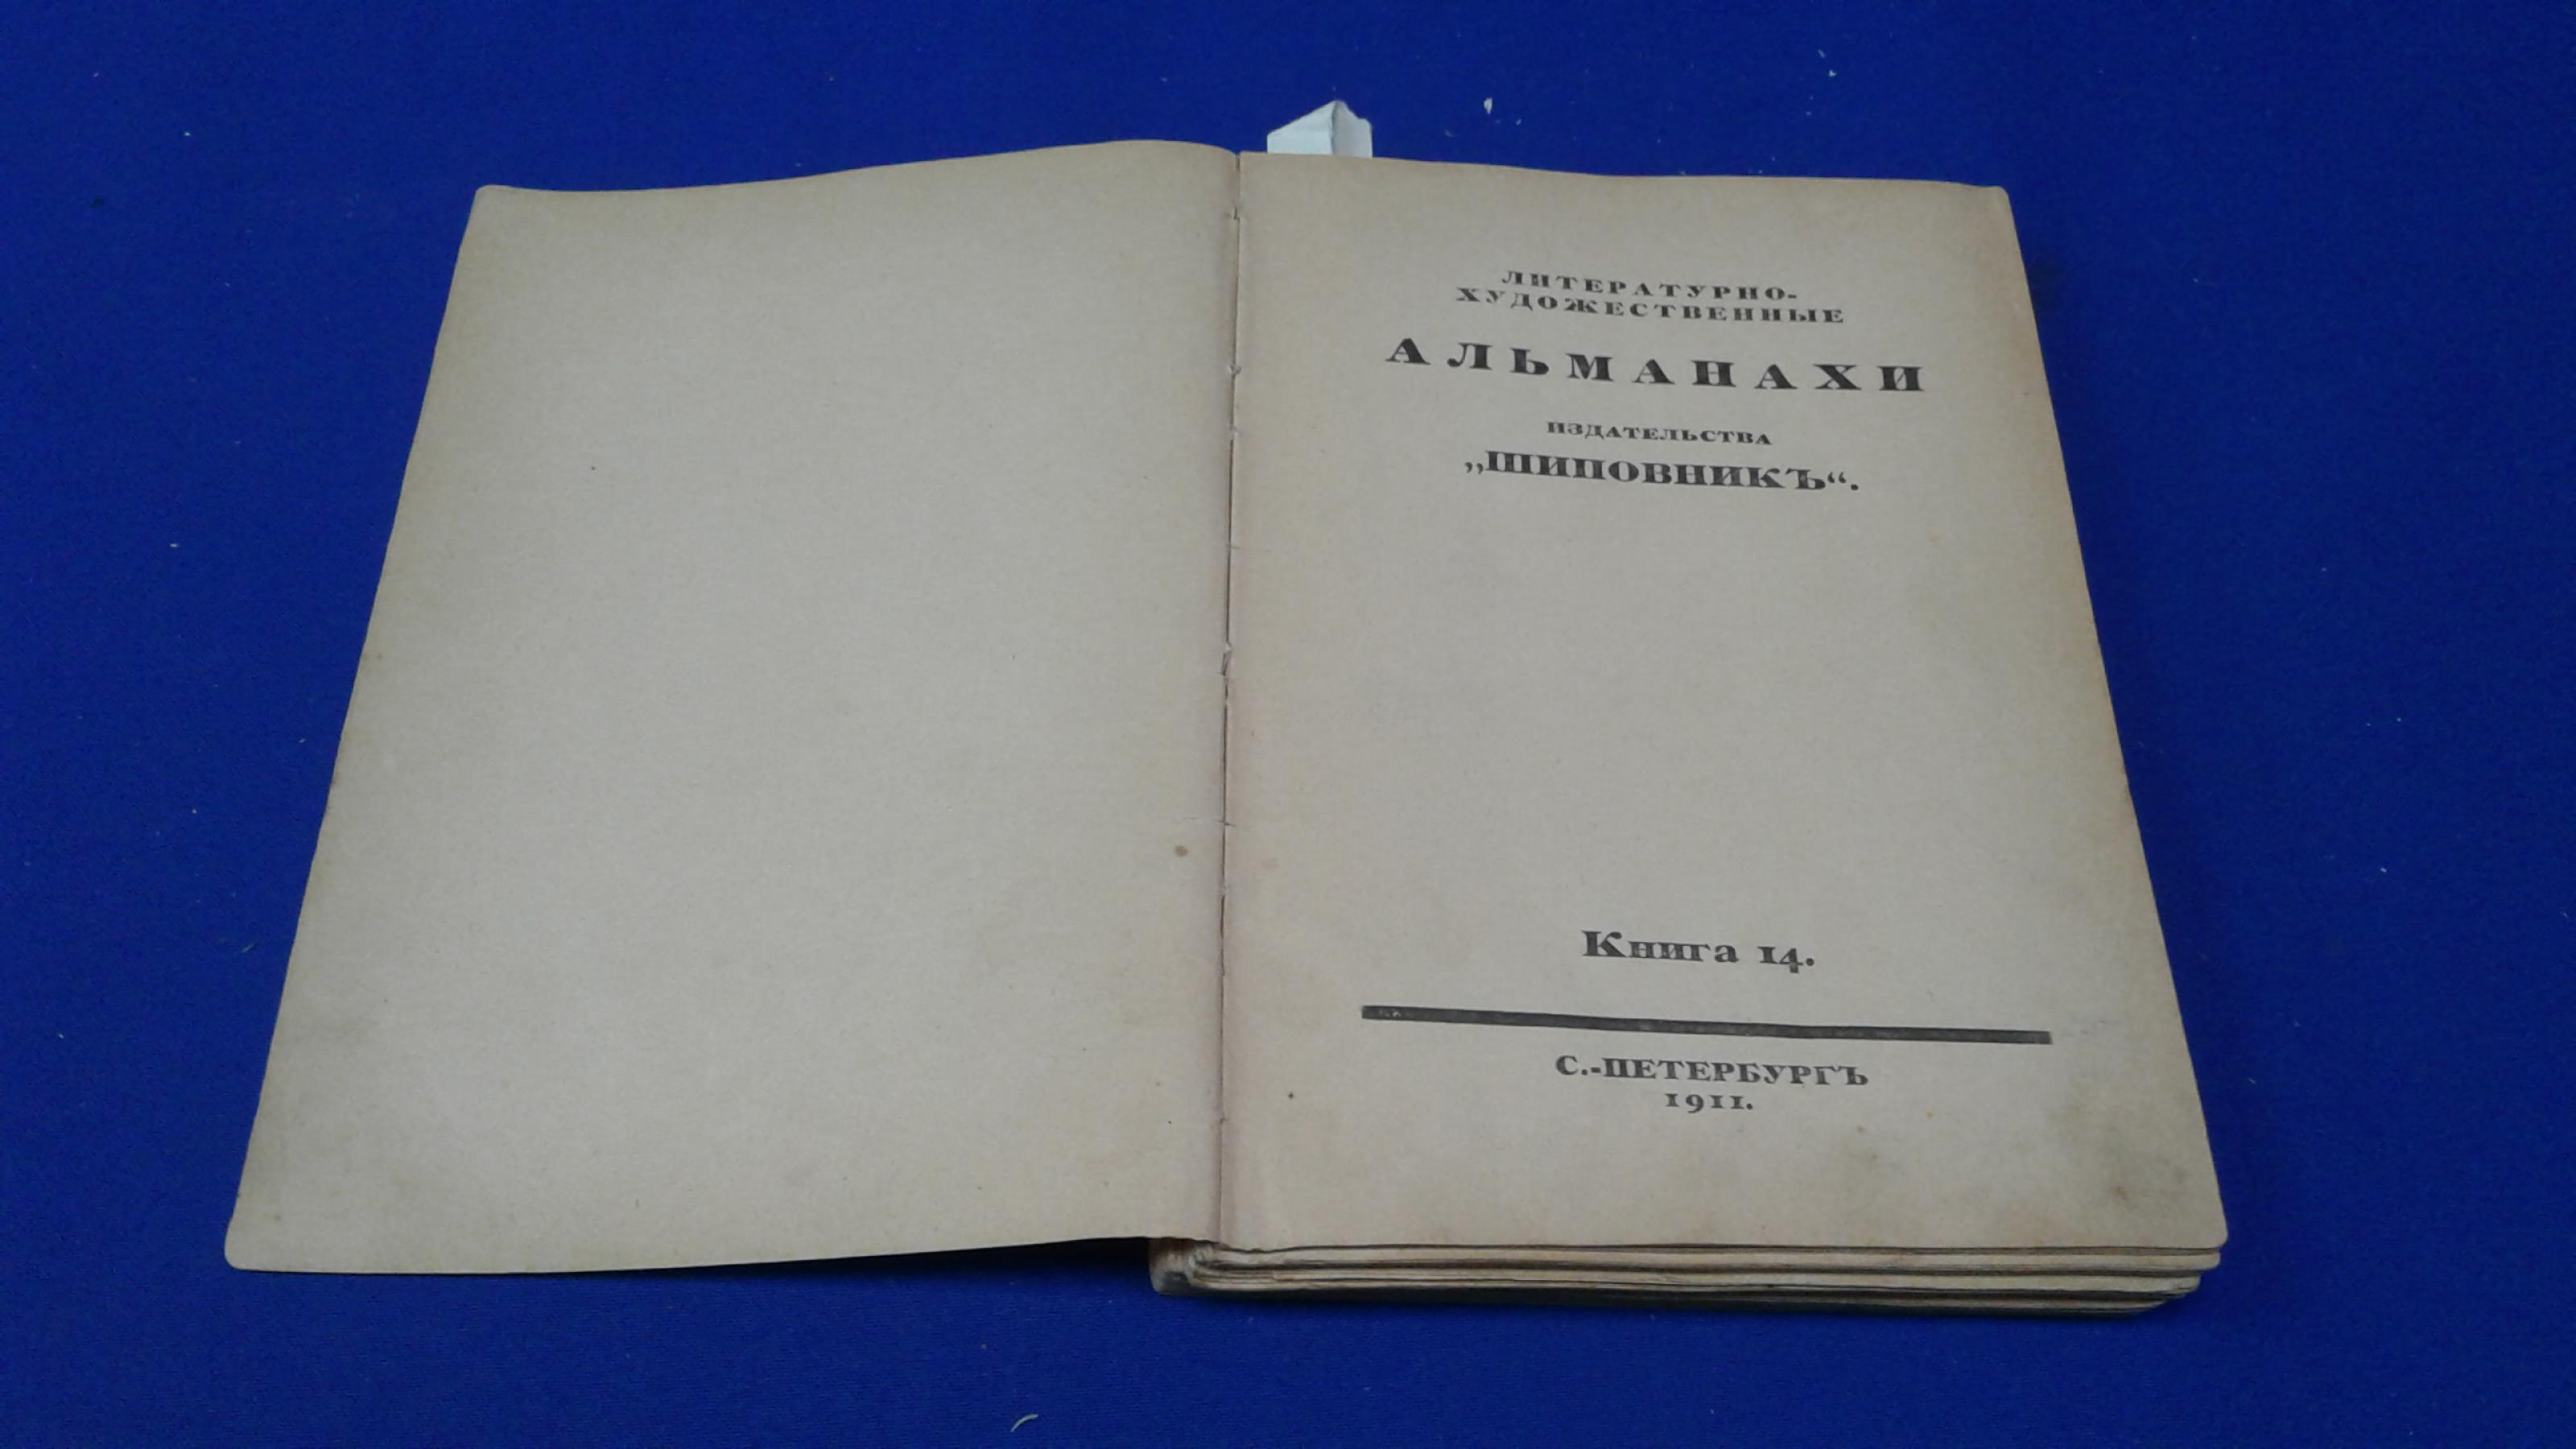 ЛИТЕРАТУРНО-
ХУДОЖЕСТВЕННЫЕ
АЛЬМАНАХИ
ИЗДАТЕЛЬСТВА
„ШИПОВНИКЪ“.
Книга 14.
С.-ПЕТЕРБУРГЪ
1911.